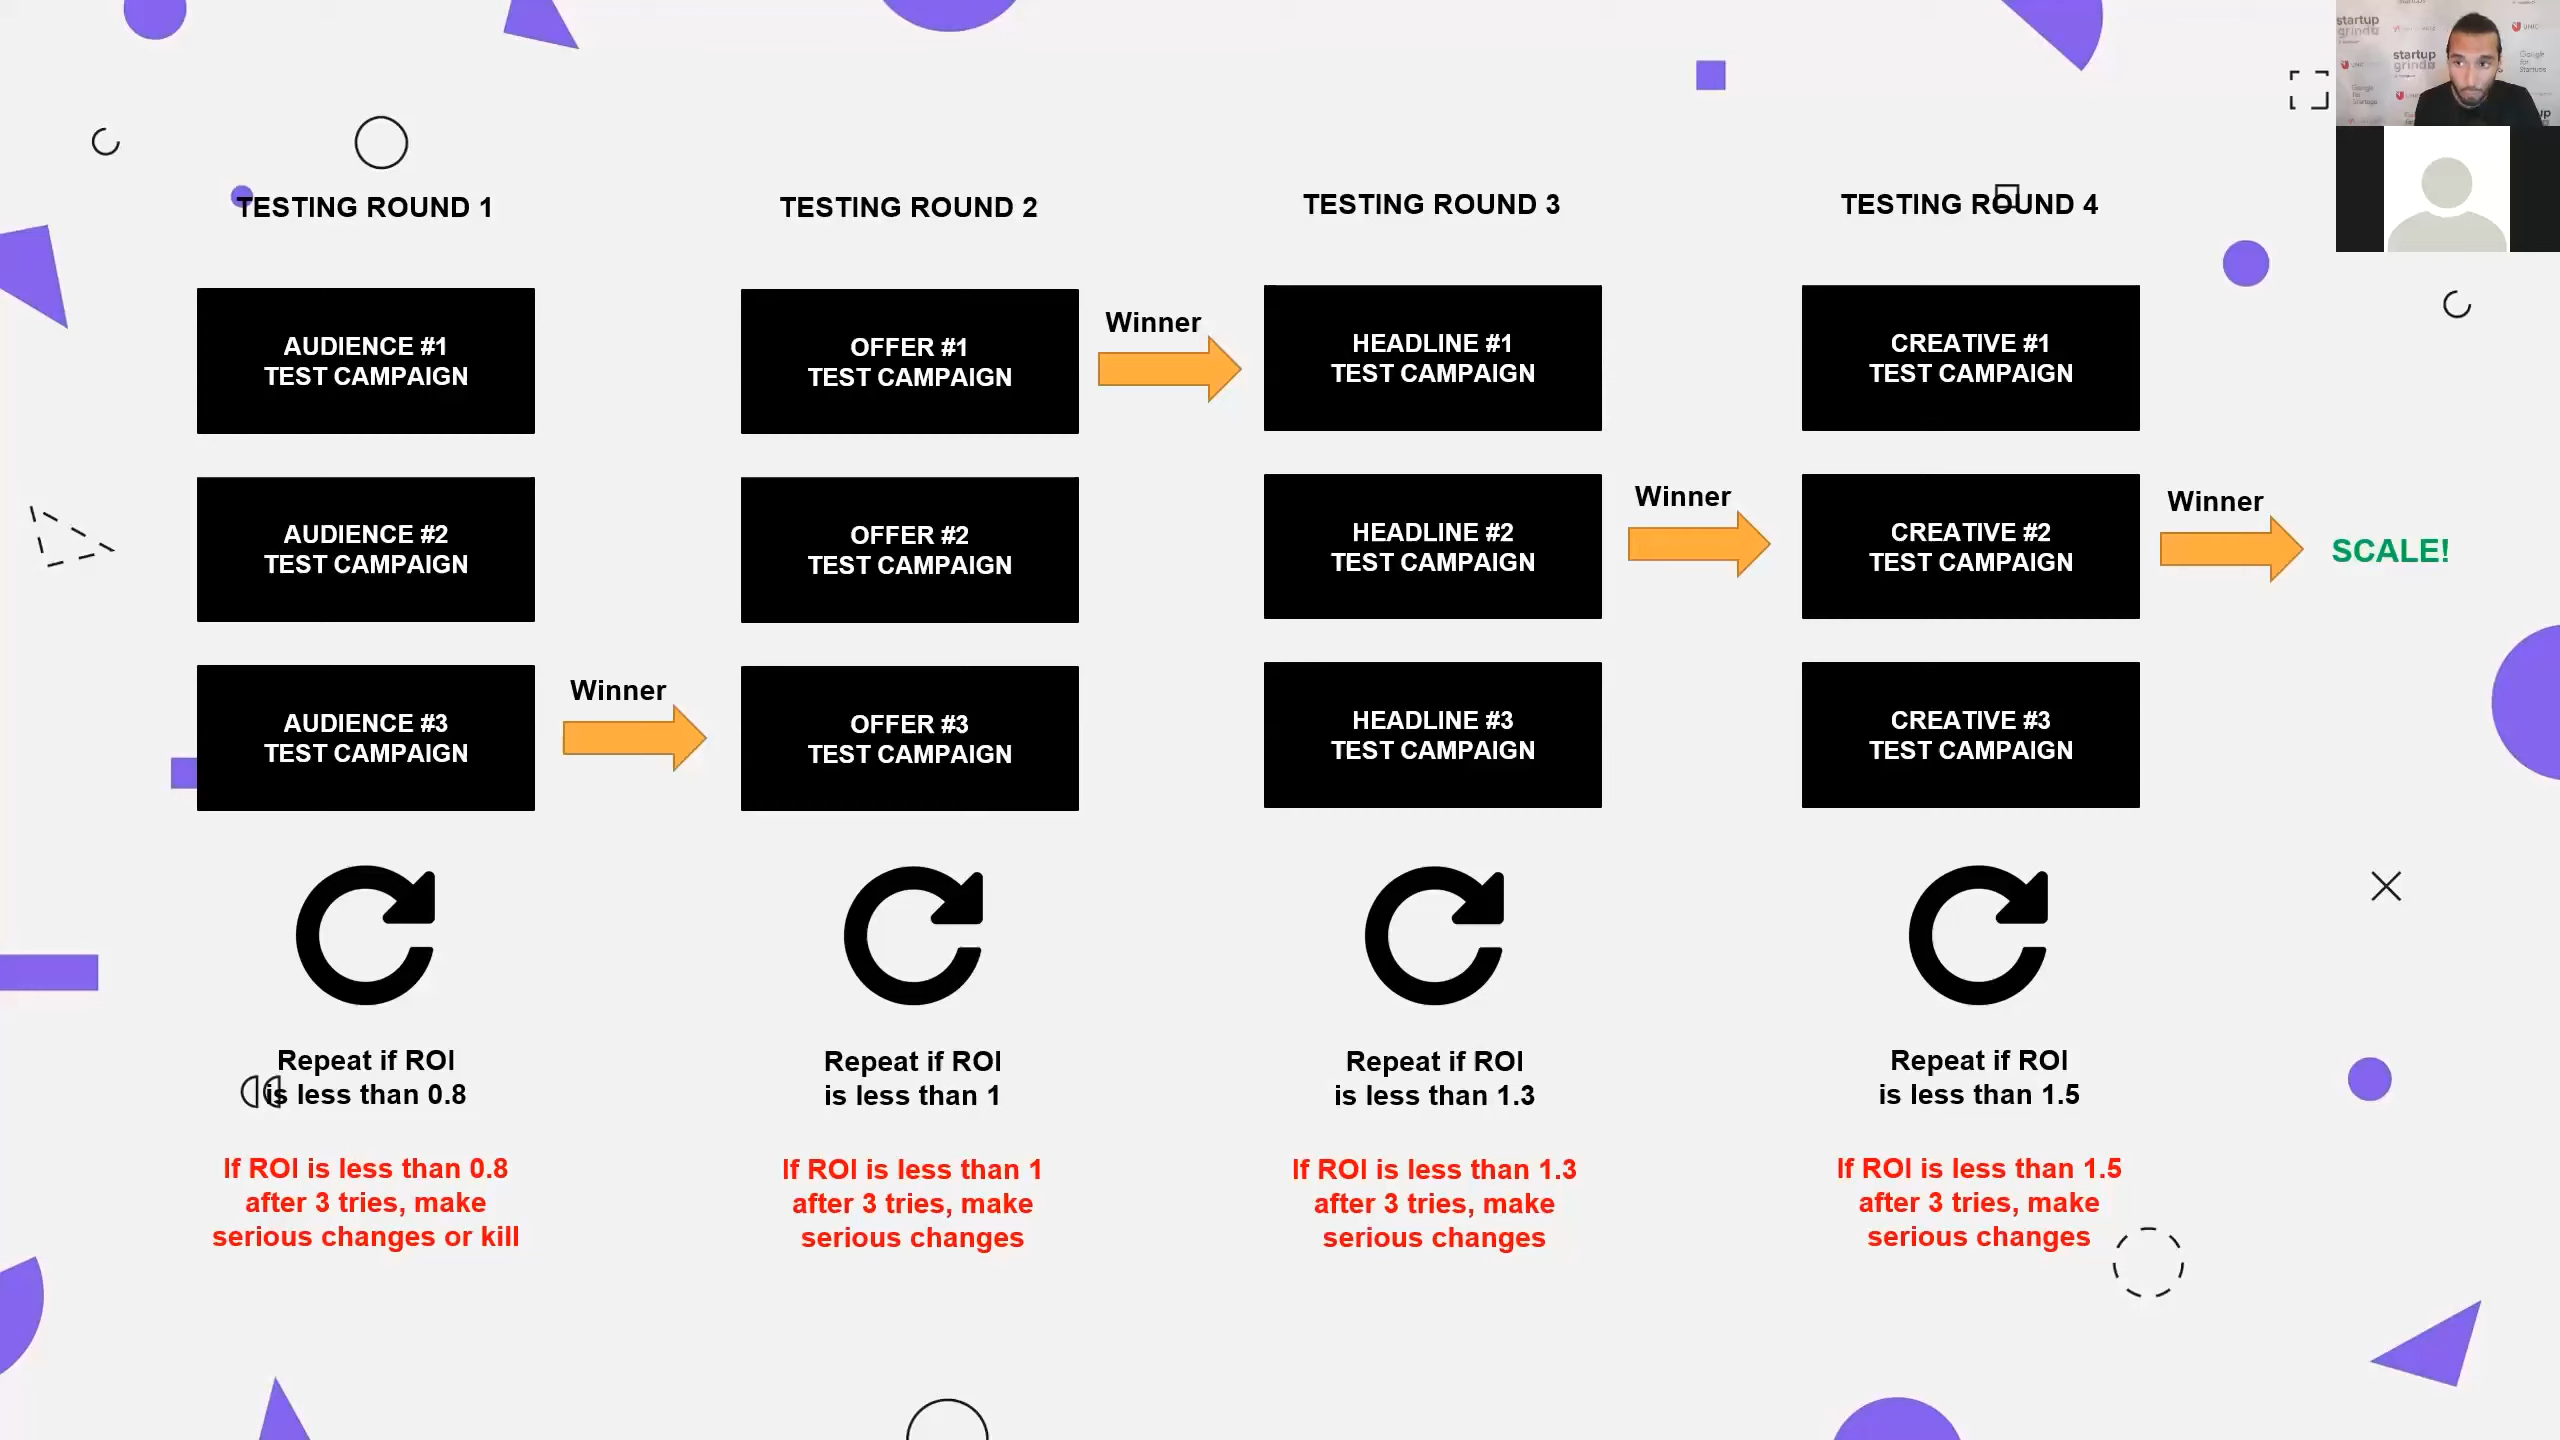 TESTING ROUND 1
TESTING ROUND 2
TESTING ROUND 3
TESTING ROUND 4
AUDIENCE #1
TEST CAMPAIGN
OFFER #1
TEST CAMPAIGN
Winner
HEADLINE #1
TEST CAMPAIGN
CREATIVE #1
TEST CAMPAIGN
AUDIENCE #2
TEST CAMPAIGN
OFFER #2
TEST CAMPAIGN
HEADLINE #2
TEST CAMPAIGN
Winner
CREATIVE #2
TEST CAMPAIGN
Winner
SCALE!
AUDIENCE #3
TEST CAMPAIGN
Winner
OFFER #3
TEST CAMPAIGN
HEADLINE #3
TEST CAMPAIGN
CREATIVE #3
TEST CAMPAIGN
Repeat if ROI
is less than 0.8
Repeat if ROI
is less than 1
Repeat if ROI
is less than 1.3
Repeat if ROI
is less than 1.5
If ROI is less than 0.8
after 3 tries, make
serious changes or kill
If ROI is less than 1
after 3 tries, make
serious changes
If ROI is less than 1.3
after 3 tries, make
serious changes
If ROI is less than 1.5
after 3 tries, make
serious changes
startup
grind
startup
grind
Google
for
Startups